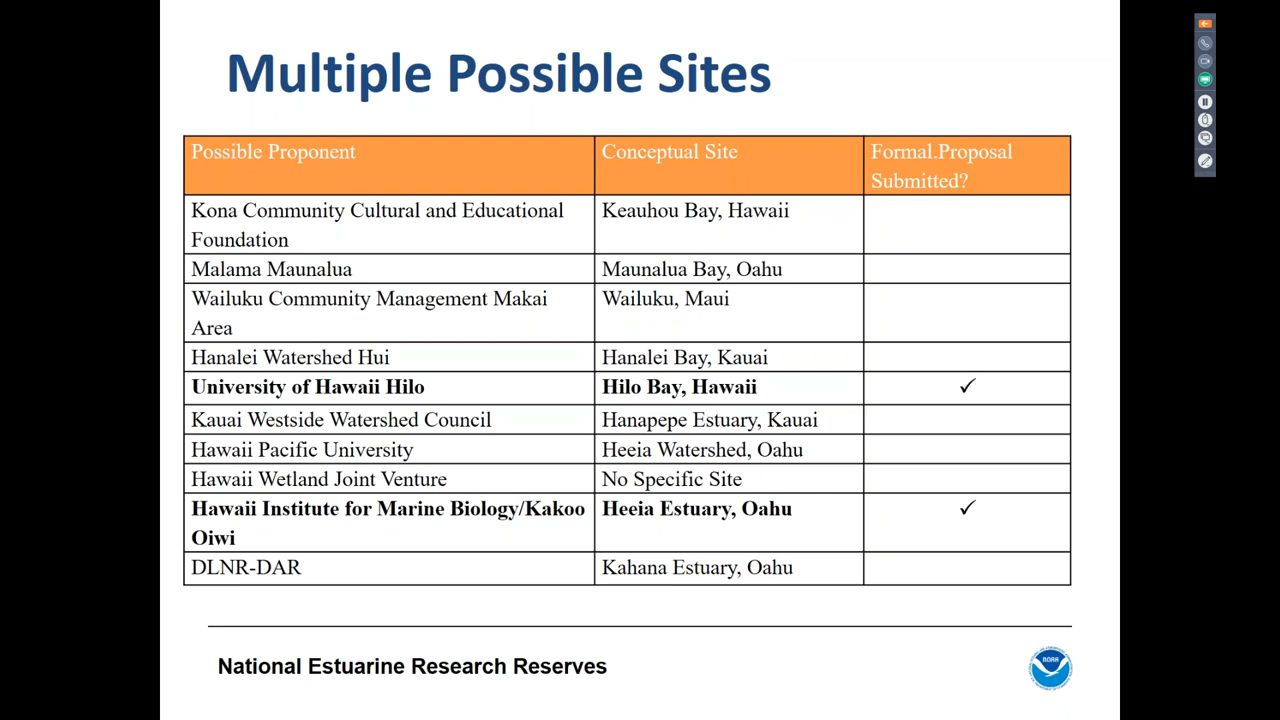 Multiple Possible Sites
Possible Proponent
Conceptual Site
Formal.Proposal
Submitted?
Kona Community Cultural and Educational
Foundation
Keauhou Bay, Hawaii
Malama Maunalua
Maunalua Bay, Oahu
Wailuku Community Management Makai
Area
Wailuku, Maui
Hanalei Watershed Hui
Hanalei Bay, Kauai
University of Hawaii Hilo
Hilo Bay, Hawaii
✓
Kauai Westside Watershed Council
Hanapepe Estuary, Kauai
Hawaii Pacific University
Heeia Watershed, Oahu
Hawaii Wetland Joint Venture
No Specific Site
Hawaii Institute for Marine Biology/Kakoo
Oiwi
Heeia Estuary, Oahu
✓
DLNR-DAR
Kahana Estuary, Oahu
National Estuarine Research Reserves
NOAA